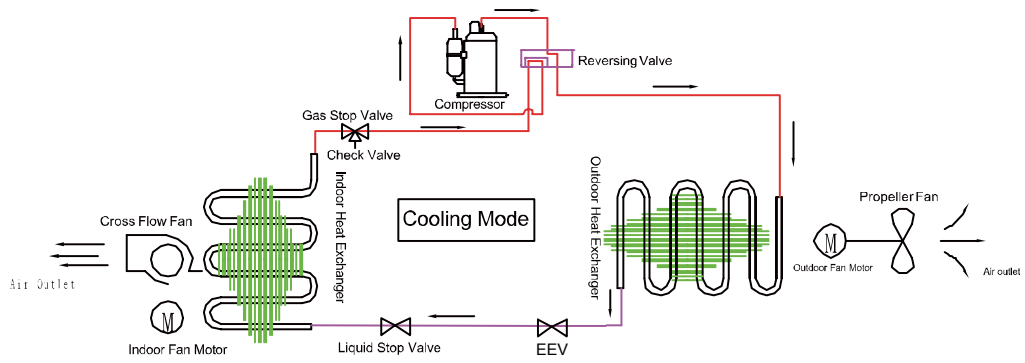 Reversing Valve
Compressor
Gas Stop Valve
Check Valve
Indoor Heat Exchanger
Outdoor Heat Exchanger
Cooling Mode
Cross Flow Fan
Propeller Fan
M
Outdoor Fan Motor
Air outlet
Air Outlet
M
Indoor Fan Motor
Liquid Stop Valve
EEV